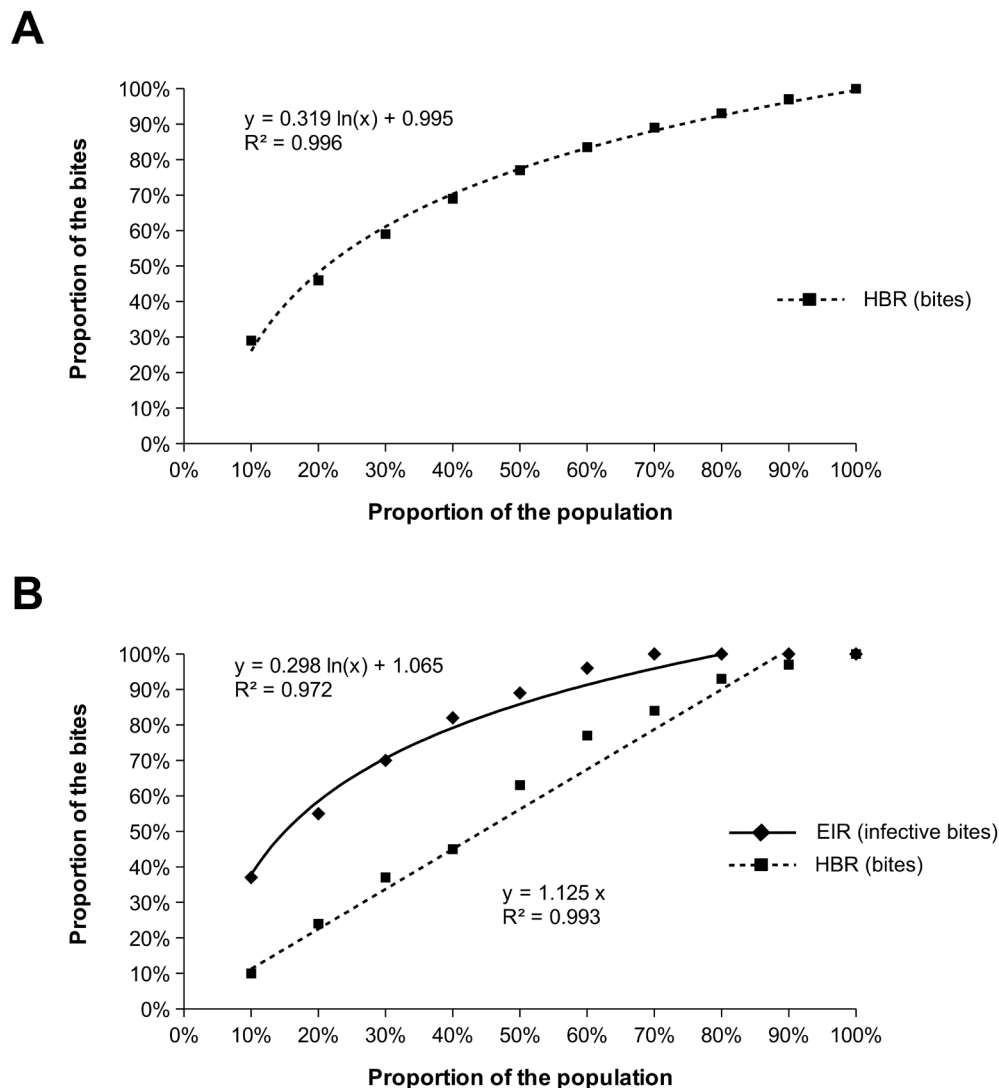 A
100%
90%
80%
70%
60%
50%
40%
30%
20%
10%
0%
Proportion of the bites
y = 0.319 ln(x) + 0.995
R² = 0.996
HBR (bites)
0% 10% 20% 30% 40% 50% 60% 70% 80% 90% 100%
Proportion of the population
B
100%
90%
80%
70%
60%
50%
40%
30%
20%
10%
0%
Proportion of the bites
y = 0.298 ln(x) + 1.065
R² = 0.972
EIR (infective bites)
HBR (bites)
y = 1.125 x
R² = 0.993
0% 10% 20% 30% 40% 50% 60% 70% 80% 90% 100%
Proportion of the population